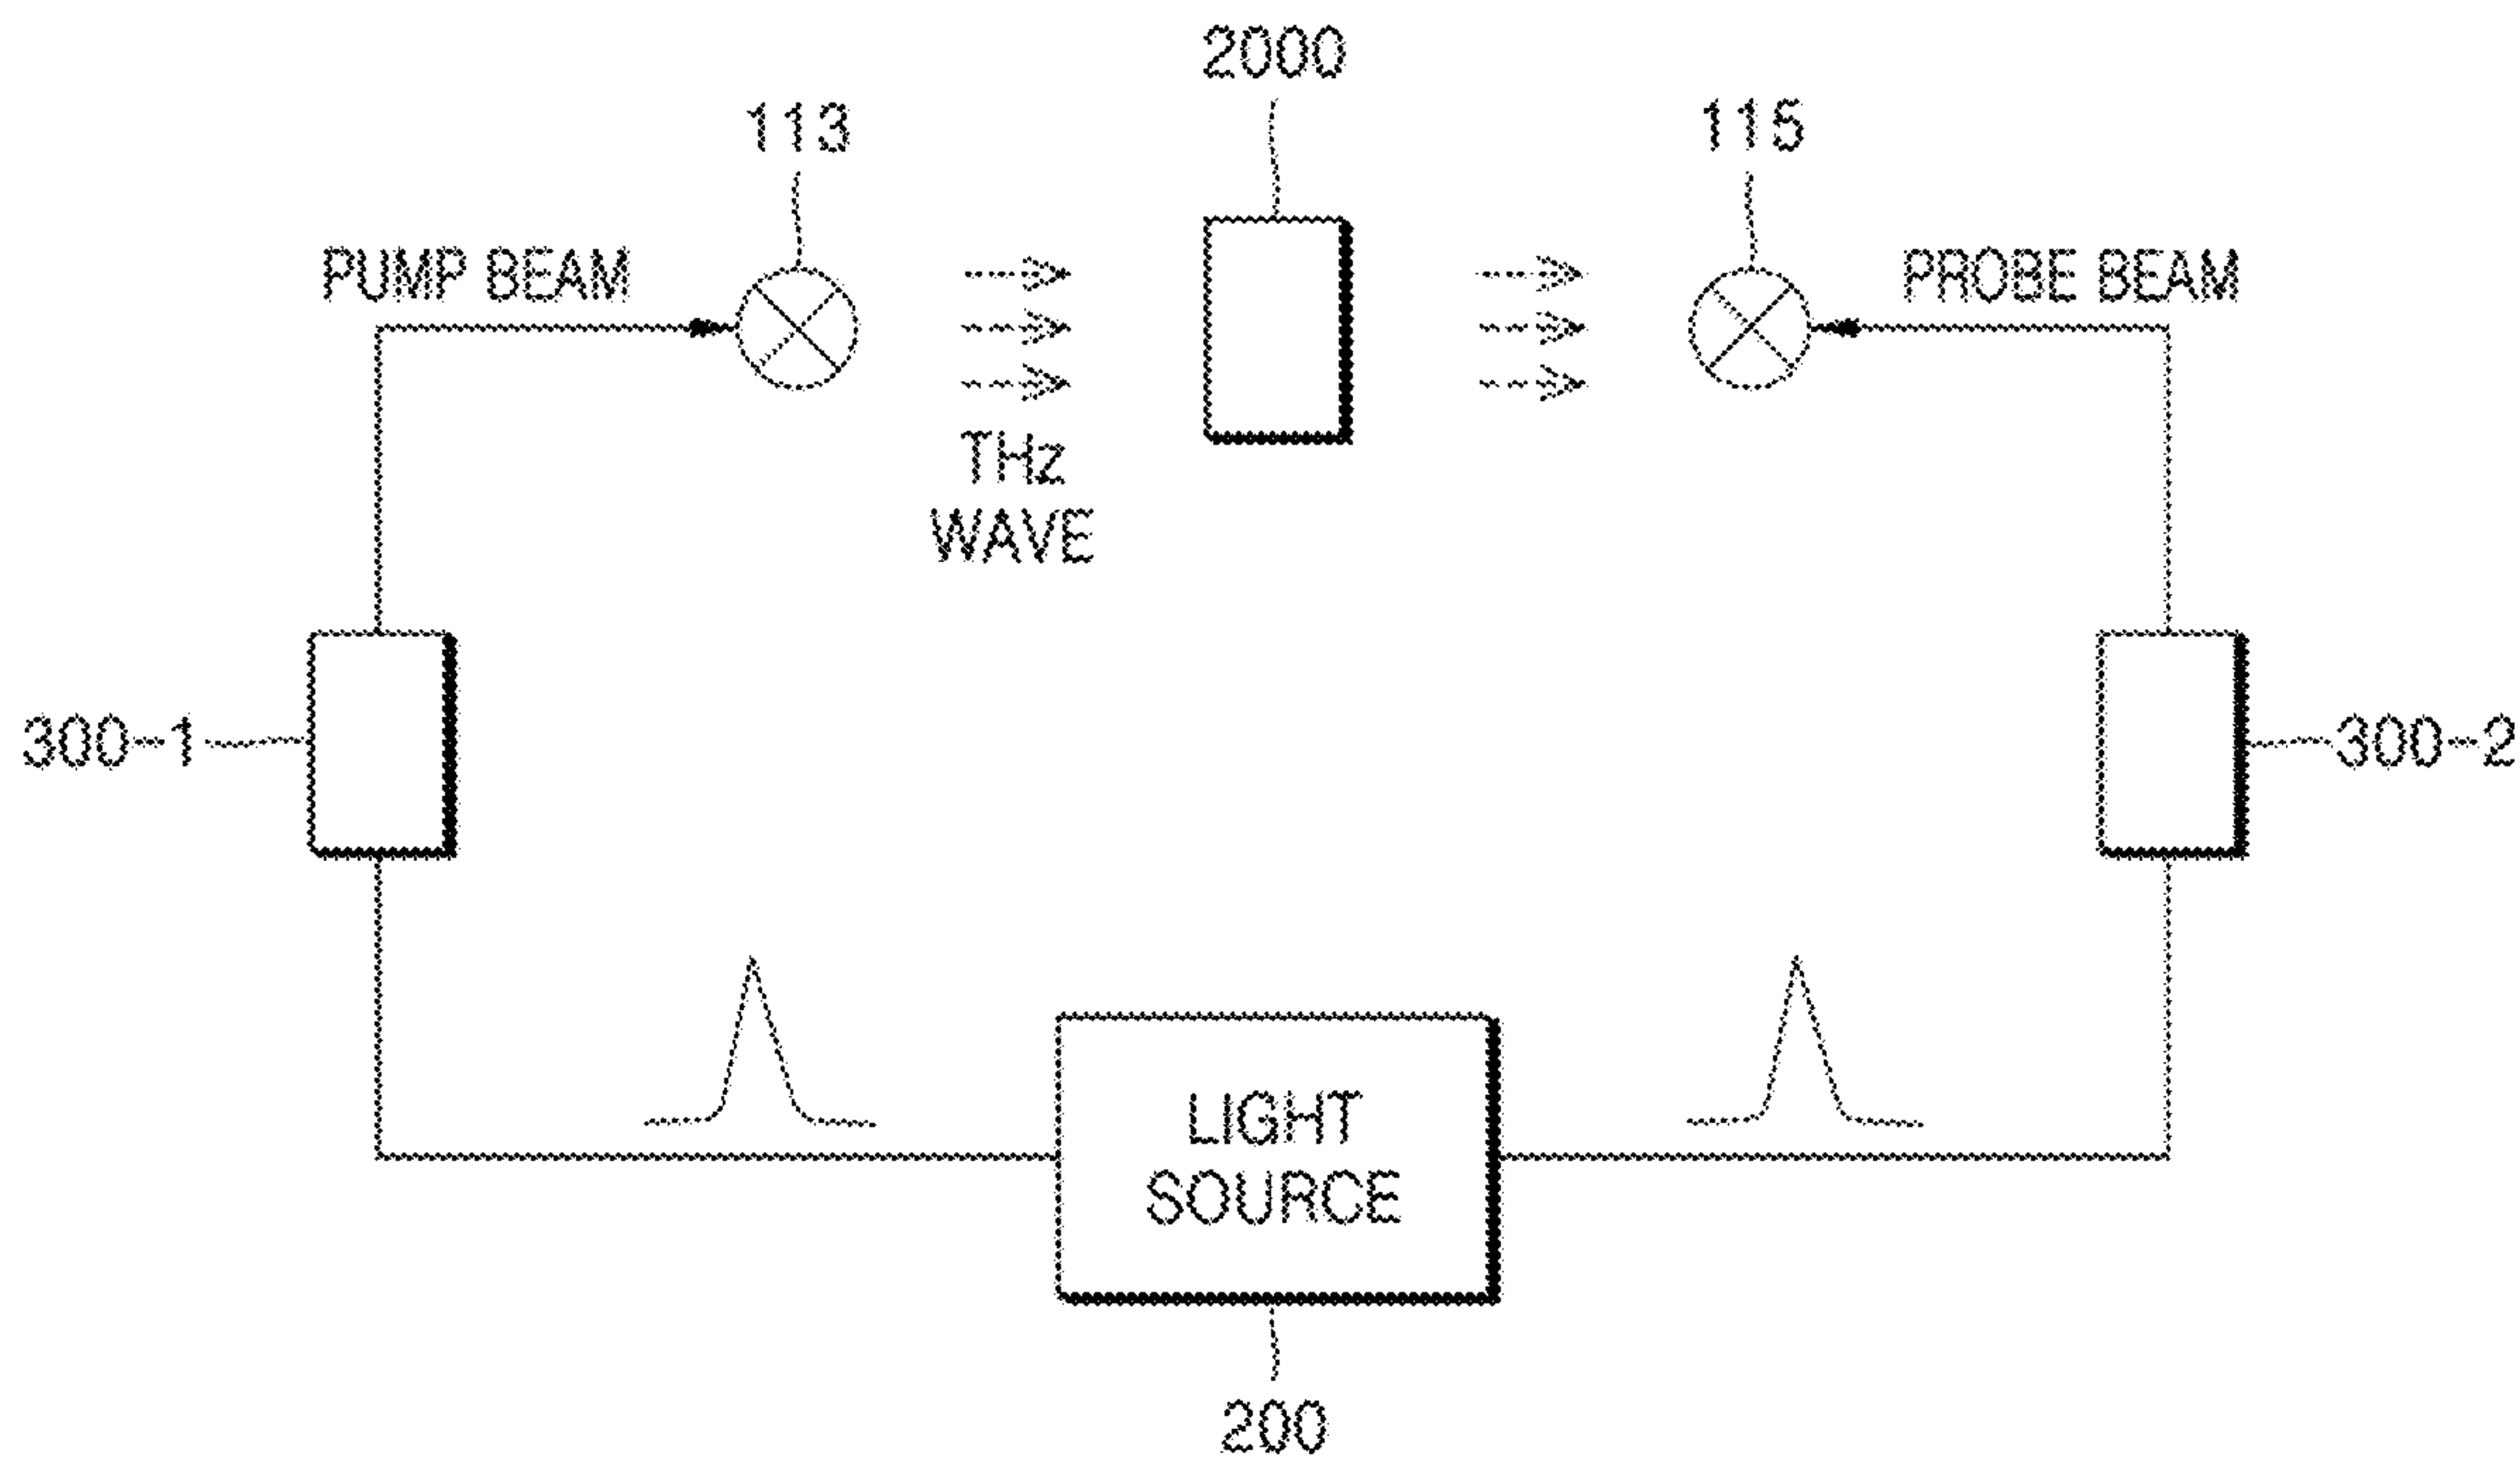 2000
113
115
PUMP BEAM
PROBE BEAM
THz
WAVE
300-1
300-2
LIGHT
SOURCE
200